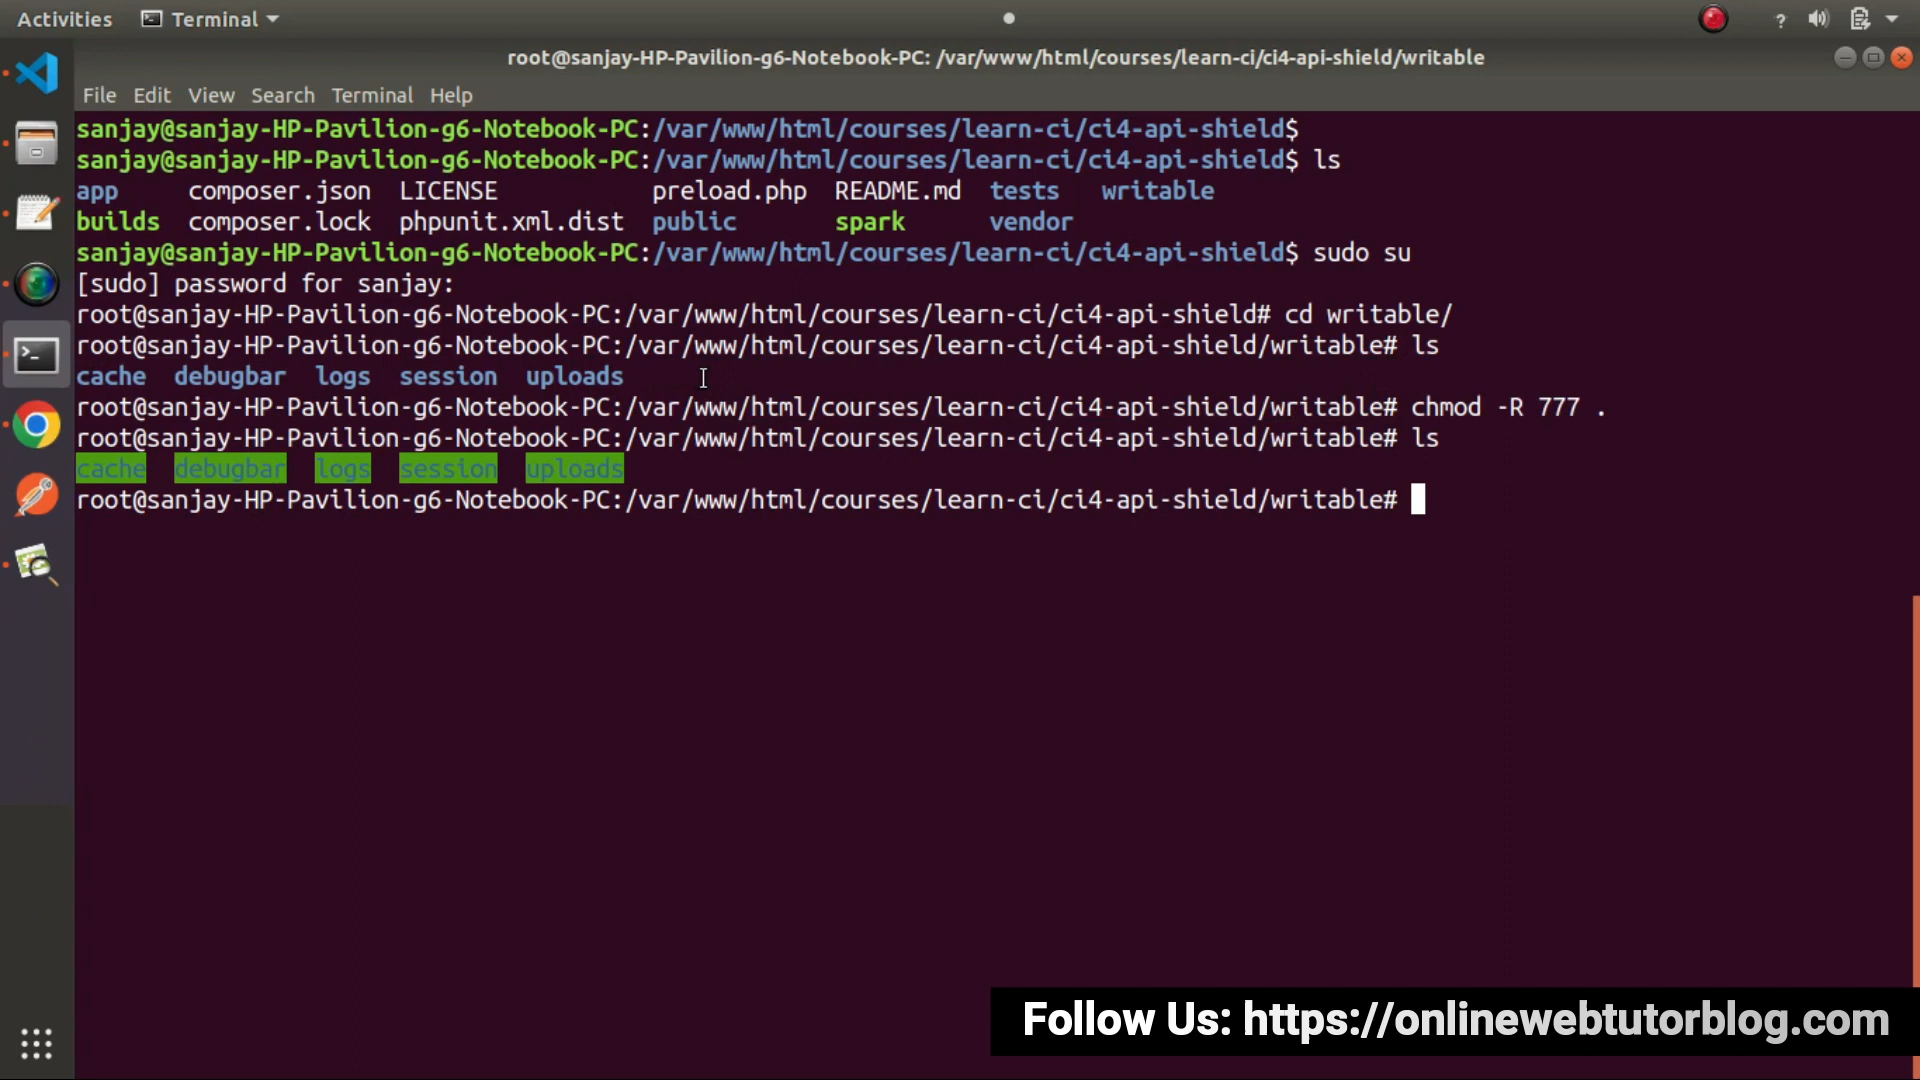 Activities Terminal
root@sanjay-HP-Pavilion-g6-Notebook-PC: /var/www/html/courses/learn-ci/ci4-api-shield/writable
File Edit View Search Terminal Help
sanjay@sanjay-HP-Pavilion-g6-Notebook-PC:/var/www/html/courses/learn-ci/ci4-api-shield$
sanjay@sanjay-HP-Pavilion-g6-Notebook-PC:/var/www/html/courses/learn-ci/ci4-api-shield$ ls
app composer.json LICENSE preload.php README.md tests writable
builds composer.lock phpunit.xml.dist public spark vendor
sanjay@sanjay-HP-Pavilion-g6-Notebook-PC:/var/www/html/courses/learn-ci/ci4-api-shield$ sudo su
[sudo] password for sanjay:
root@sanjay-HP-Pavilion-g6-Notebook-PC:/var/www/html/courses/learn-ci/ci4-api-shield# cd writable/
root@sanjay-HP-Pavilion-g6-Notebook-PC:/var/www/html/courses/learn-ci/ci4-api-shield/writable# ls
cache debugbar logs session uploads
root@sanjay-HP-Pavilion-g6-Notebook-PC:/var/www/html/courses/learn-ci/ci4-api-shield/writable# chmod -R 777 .
root@sanjay-HP-Pavilion-g6-Notebook-PC:/var/www/html/courses/learn-ci/ci4-api-shield/writable# ls
cache debugbar logs session uploads
root@sanjay-HP-Pavilion-g6-Notebook-PC:/var/www/html/courses/learn-ci/ci4-api-shield/writable#
Follow Us: https://onlinewebtutorblog.com